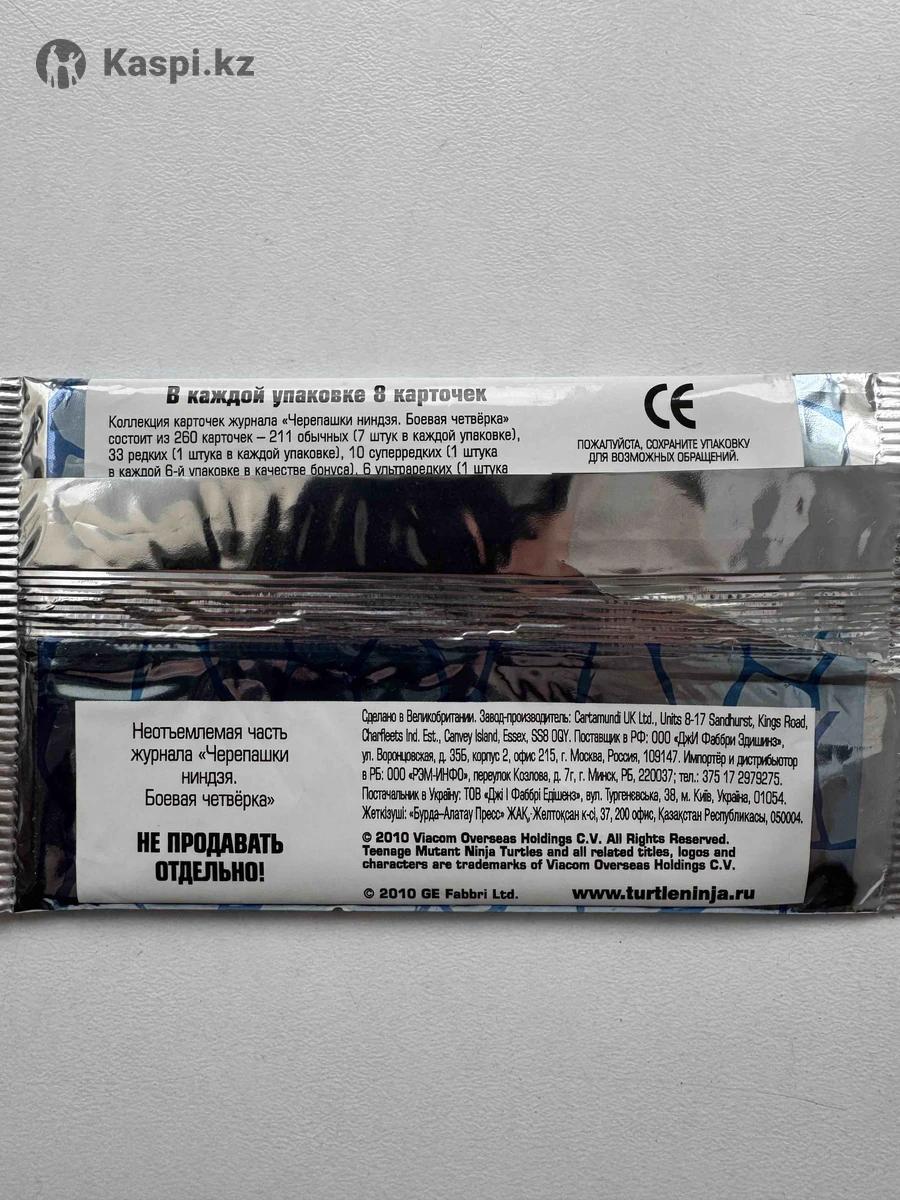 Kaspi.kz
В каждой упаковке 8 карточек
Коллекция карточек журнала «Черепашки ниндзя. Боевая четвёрка»
состоит из 260 карточек – 211 обычных (7 штук в каждой упаковке),
33 редких (1 штука в каждой упаковке), 10 суперредких (1 штука
в каждой 6-й упаковке в качестве бонуса), 6 ультраредких (1 штука
CE
ПОЖАЛУЙСТА, СОХРАНИТЕ УПАКОВКУ
ДЛЯ ВОЗМОЖНЫХ ОБРАЩЕНИЙ.
Неотъемлемая часть
журнала «Черепашки
ниндзя.
Боевая четвёрка»
НЕ ПРОДАВАТЬ
ОТДЕЛЬНО!
Сделано в Великобритании. Завод-производитель: Cartamundi UK Ltd., Units 8-17 Sandhurst, Kings Road,
Charfleets Ind. Est., Canvey Island, Essex, SS8 0QY. Поставщик в РФ: ООО «ДжИ Фаббри Эдишинз»,
ул. Воронцовская, д. 35Б, корпус 2, офис 215, г. Москва, Россия, 109147. Импортёр и дистрибьютор
в РБ: ООО «РЭМ-ИНФО», переулок Козлова, д. 7г, г. Минск, РБ, 220037; тел.: 375 17 2979275.
Постачальник в Україну: ТОВ «Джі І Фаббрі Едішенз», вул. Тургенєвська, 38, м. Київ, Україна, 01054.
Жеткізуші: «Бурда-Алатау Пресс» ЖАҚ, Желтоқсан к-сі, 37, 200 офис, Қазақстан Республикасы, 050004.
© 2010 Viacom Overseas Holdings C.V. All Rights Reserved.
Teenage Mutant Ninja Turtles and all related titles, logos and
characters are trademarks of Viacom Overseas Holdings C.V.
© 2010 GE Fabbri Ltd.
www.turtleninja.ru